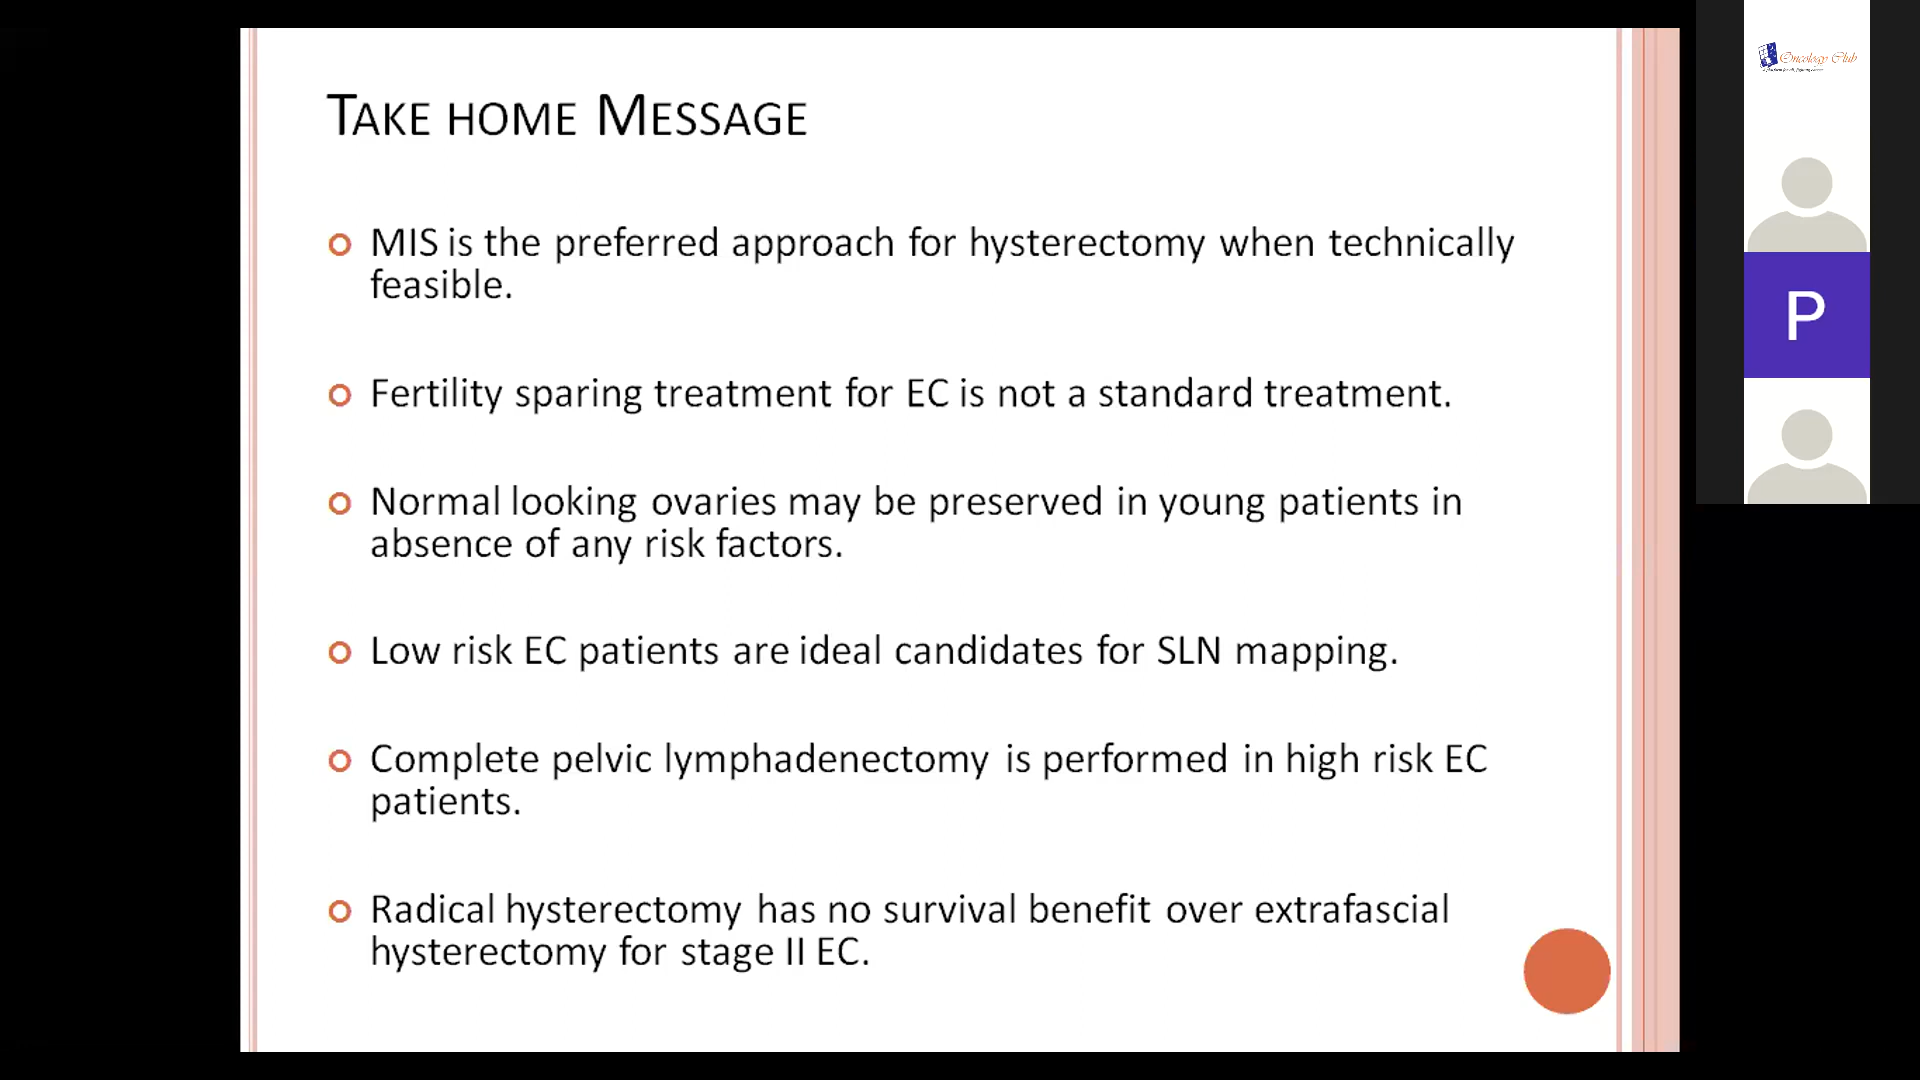 TAKE HOME MESSAGE
MIS is the preferred approach for hysterectomy when technically
feasible.
Fertility sparing treatment for EC is not a standard treatment.
Normal looking ovaries may be preserved in young patients in
absence of any risk factors.
Low risk EC patients are ideal candidates for SLN mapping.
Complete pelvic lymphadenectomy is performed in high risk EC
patients.
Radical hysterectomy has no survival benefit over extrafascial
hysterectomy for stage II EC.
Oncology Club
P